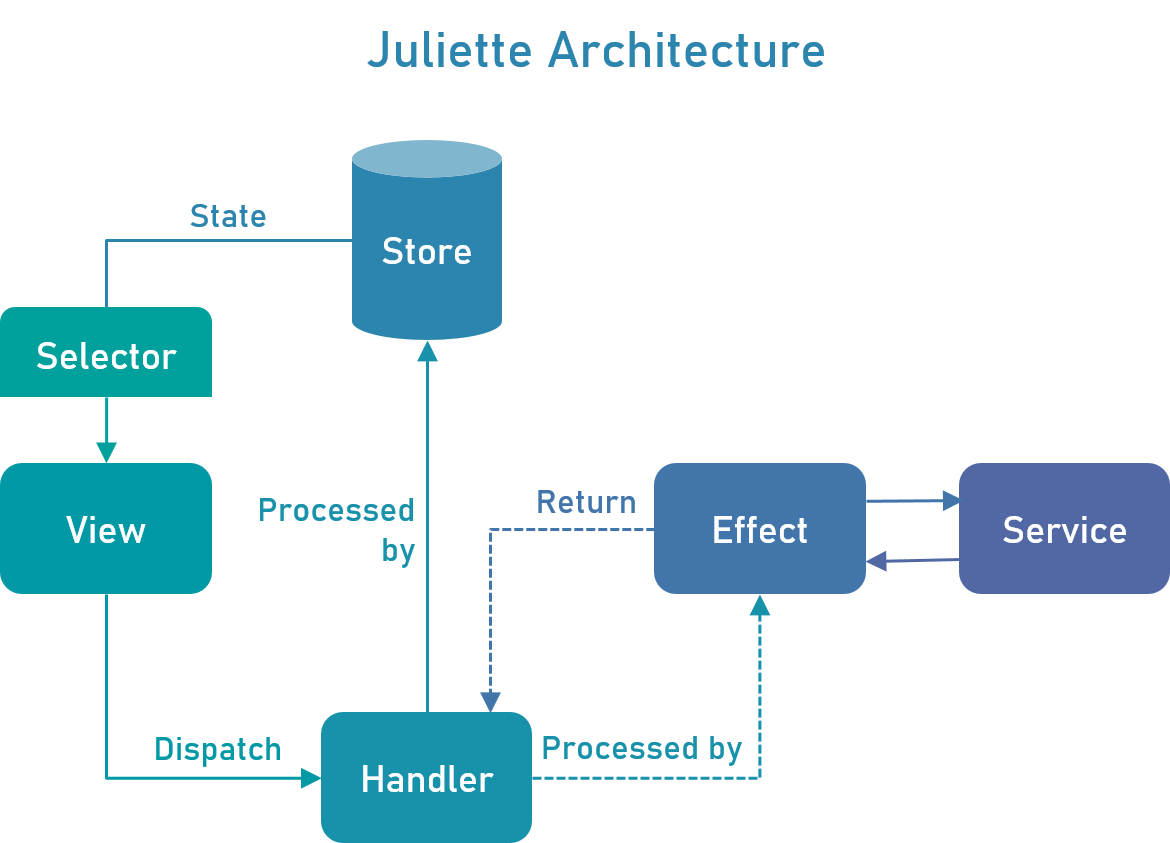 Juliette Architecture
State
Store
Selector
View
Processed
by
Return
Effect
Service
Dispatch
Handler
Processed by